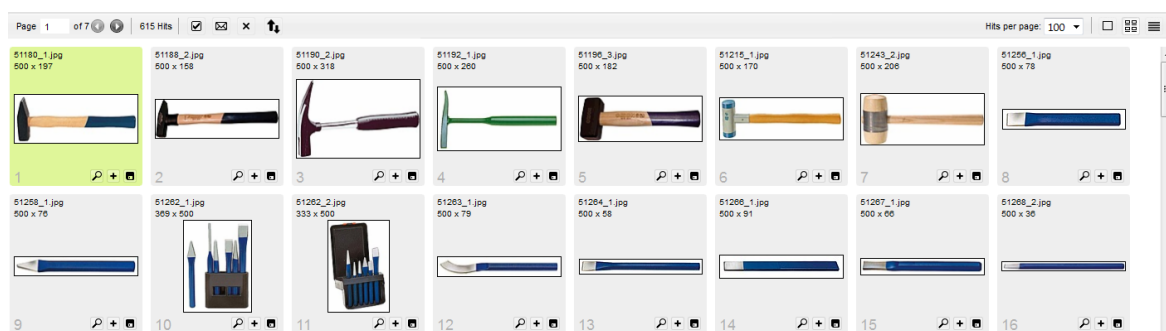 Page 1 of 7 615 Hits Hits per page: 100
51180_1.jpg
500 x 197
1
51188_2.jpg
500 x 158
2
51190_2.jpg
500 x 318
3
51192_1.jpg
500 x 260
4
51196_3.jpg
500 x 182
5
51215_1.jpg
500 x 170
6
51243_2.jpg
500 x 206
7
51256_1.jpg
500 x 78
8
51258_1.jpg
500 x 76
9
51262_1.jpg
369 x 500
10
51262_2.jpg
333 x 500
11
51263_1.jpg
500 x 79
12
51264_1.jpg
500 x 58
13
51266_1.jpg
500 x 91
14
51267_1.jpg
500 x 66
15
51268_2.jpg
500 x 36
16